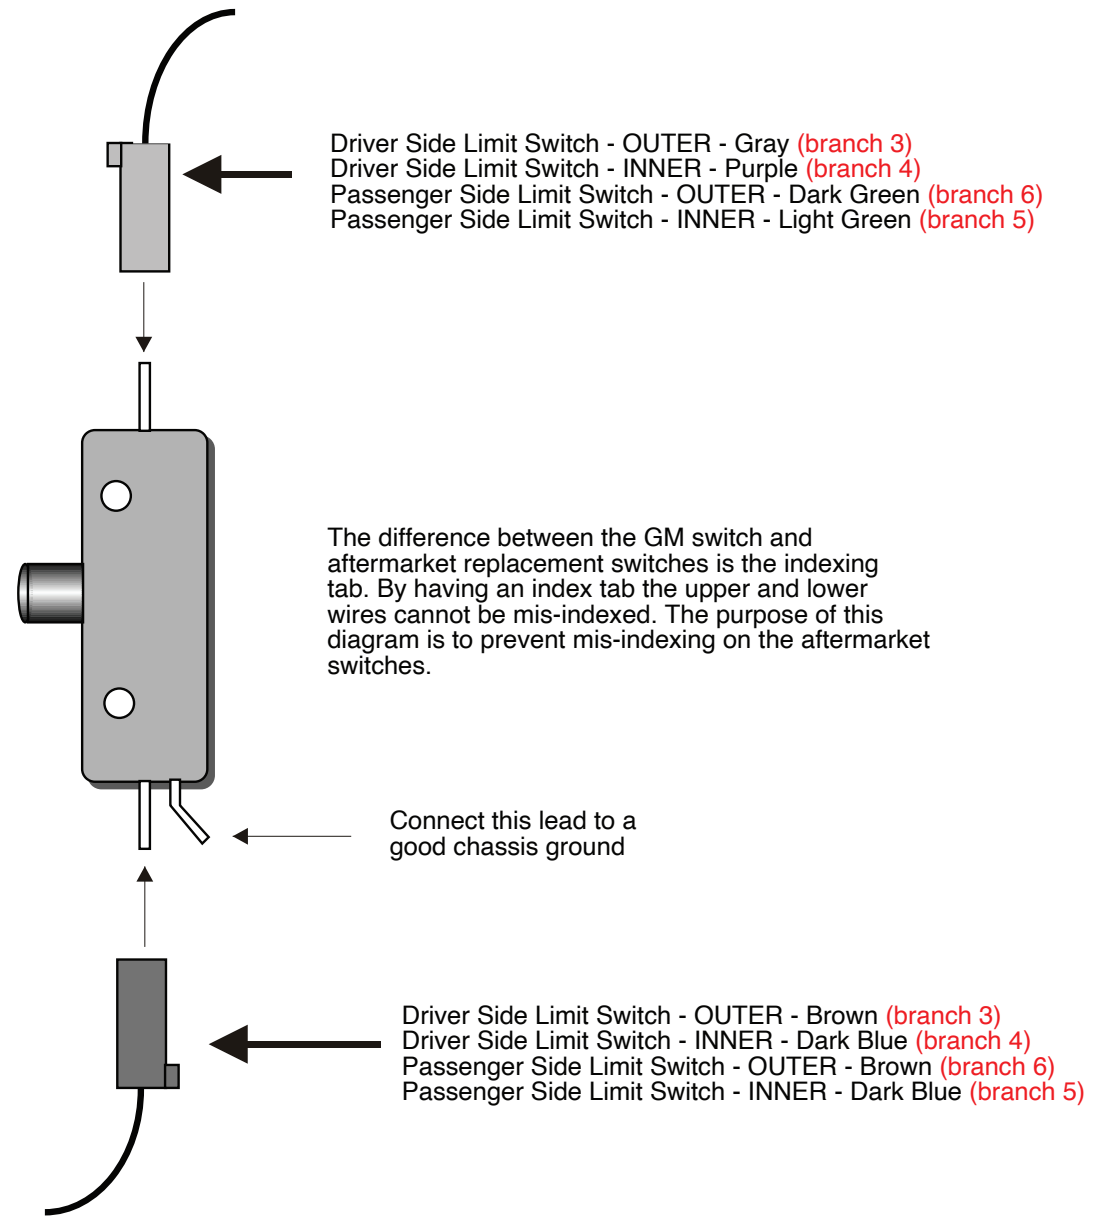 Driver Side Limit Switch - OUTER - Gray (branch 3)
Driver Side Limit Switch - INNER - Purple (branch 4)
Passenger Side Limit Switch - OUTER - Dark Green (branch 6)
Passenger Side Limit Switch - INNER - Light Green (branch 5)
The difference between the GM switch and
aftermarket replacement switches is the indexing
tab. By having an index tab the upper and lower
wires cannot be mis-indexed. The purpose of this
diagram is to prevent mis-indexing on the aftermarket
switches.
Connect this lead to a
good chassis ground
Driver Side Limit Switch - OUTER - Brown (branch 3)
Driver Side Limit Switch - INNER - Dark Blue (branch 4)
Passenger Side Limit Switch - OUTER - Brown (branch 6)
Passenger Side Limit Switch - INNER - Dark Blue (branch 5)